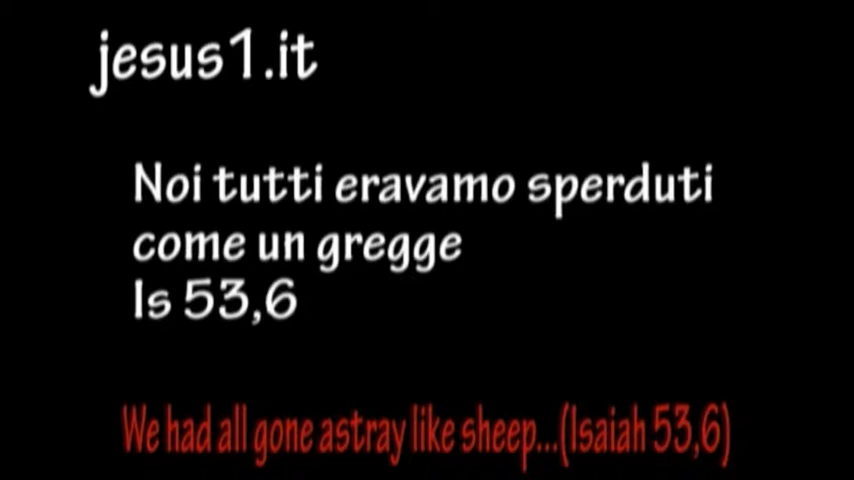 jesus1.it
Noi tutti eravamo sperduti
come un gregge
Is 53,6
We had all gone astray like sheep...(Isaiah 53,6)